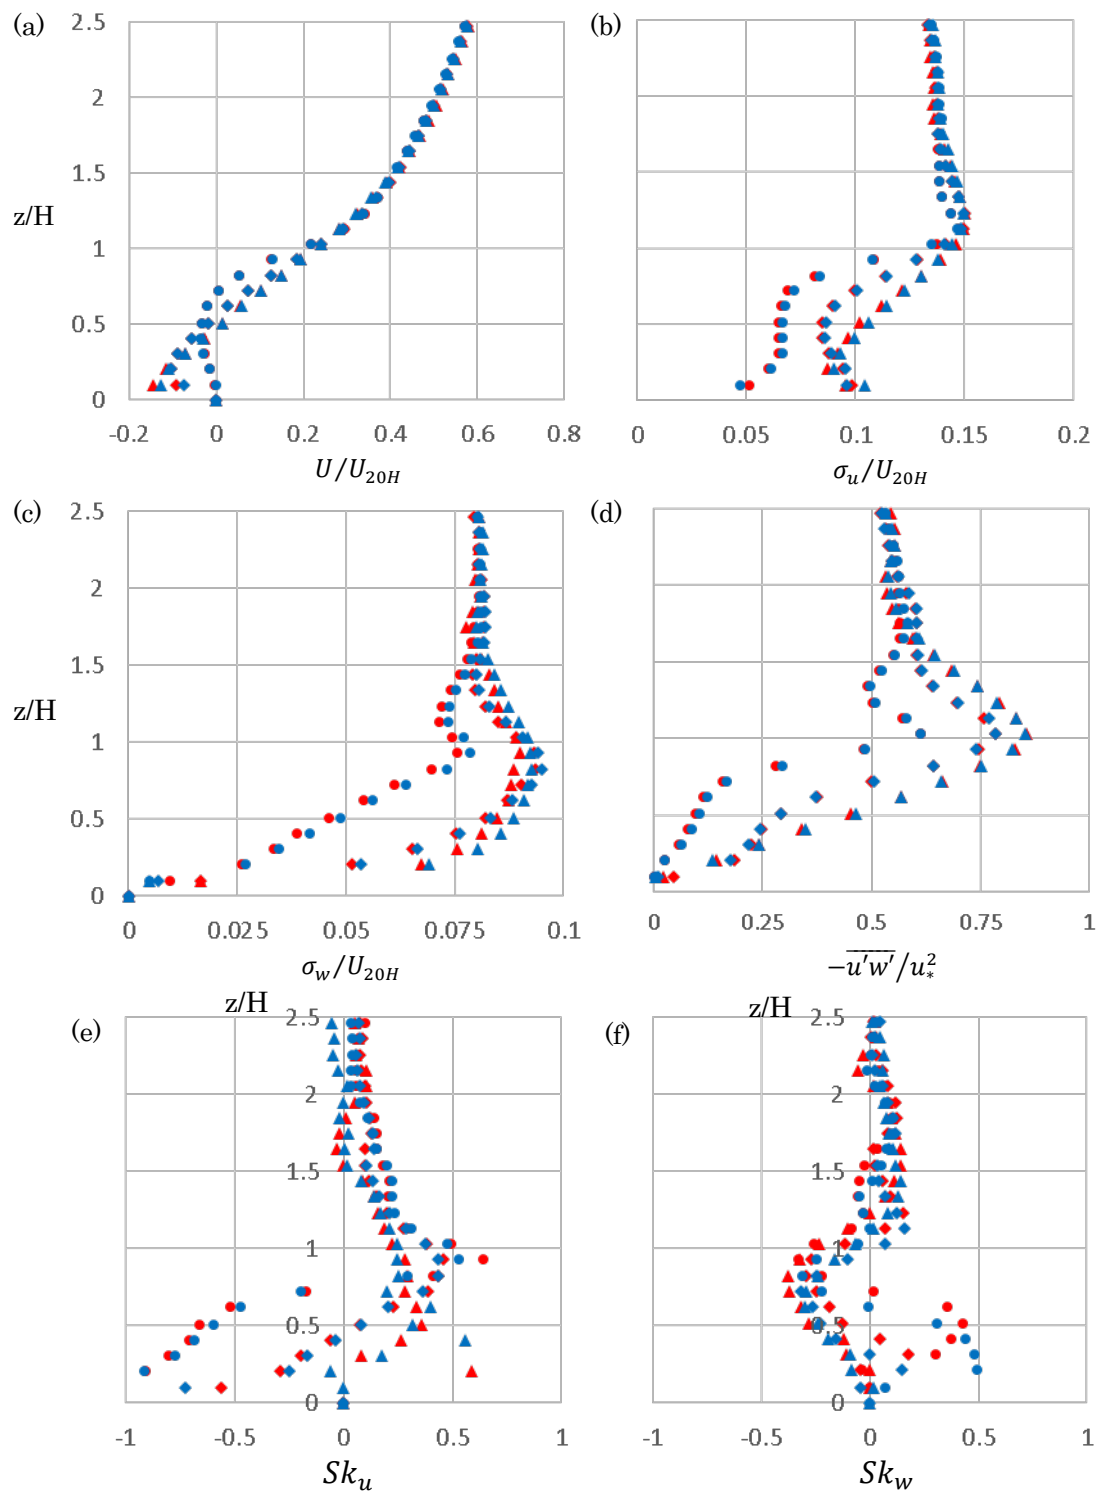 (a)
2.5
2
1.5
z/H
1
0.5
0
-0.2 0 0.2 0.4 0.6 0.8
U/U₂₀H
(b)
0 0.05 0.1 0.15 0.2
σᵤ/U₂₀H
(c)
2.5
2
1.5
z/H
1
0.5
0
0 0.025 0.05 0.075 0.1
σ_w/U₂₀H
(d)
0 0.25 0.5 0.75 1
−u′w′/u*²
z/H
(e)
2.5
2
1.5
1
0.5
0
-1 -0.5 0 0.5 1
Skᵤ
z/H
(f)
2.5
2
1.5
1
0.5
0
-1 -0.5 0 0.5 1
Sk_w